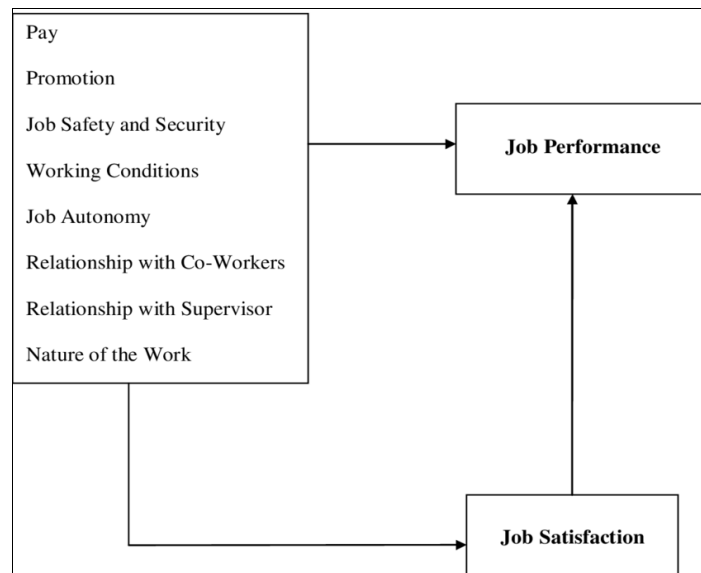 Pay
Promotion
Job Safety and Security
Working Conditions
Job Autonomy
Relationship with Co-Workers
Relationship with Supervisor
Nature of the Work
Job Performance
Job Satisfaction